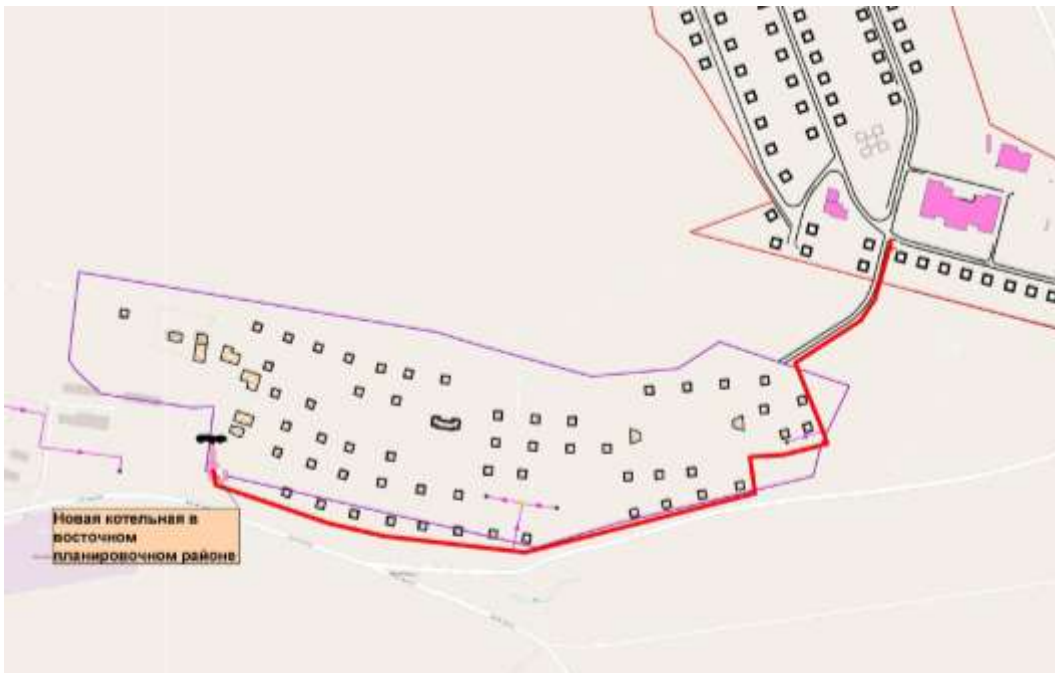 Новая котельная в
восточном
планировочном районе